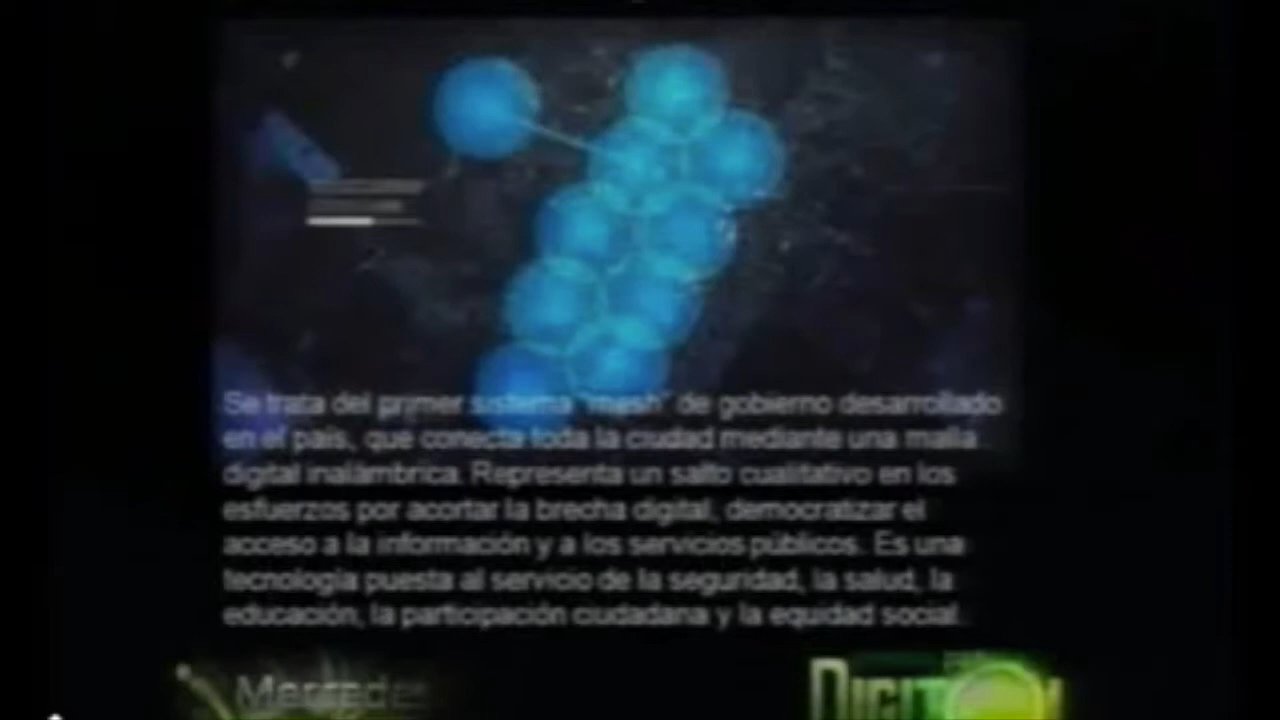 Se trata del primer sistema "mesh" de gobierno desarrollado
en el país, que conecta toda la ciudad mediante una malla
digital inalámbrica. Representa un salto cualitativo en los
esfuerzos por acortar la brecha digital, democratizar el
acceso a la información y a los servicios públicos. Es una
tecnología puesta al servicio de la seguridad, la salud, la
educación, la participación ciudadana y la equidad social.
Mercedes